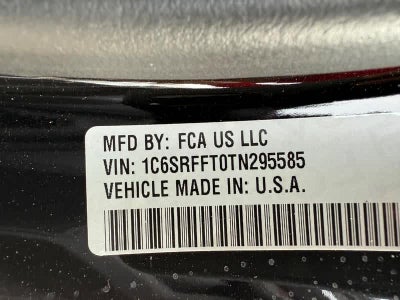 MFD BY: FCA US LLC
VIN: 1C6SRFFT0TN295585
VEHICLE MADE IN: U.S.A.